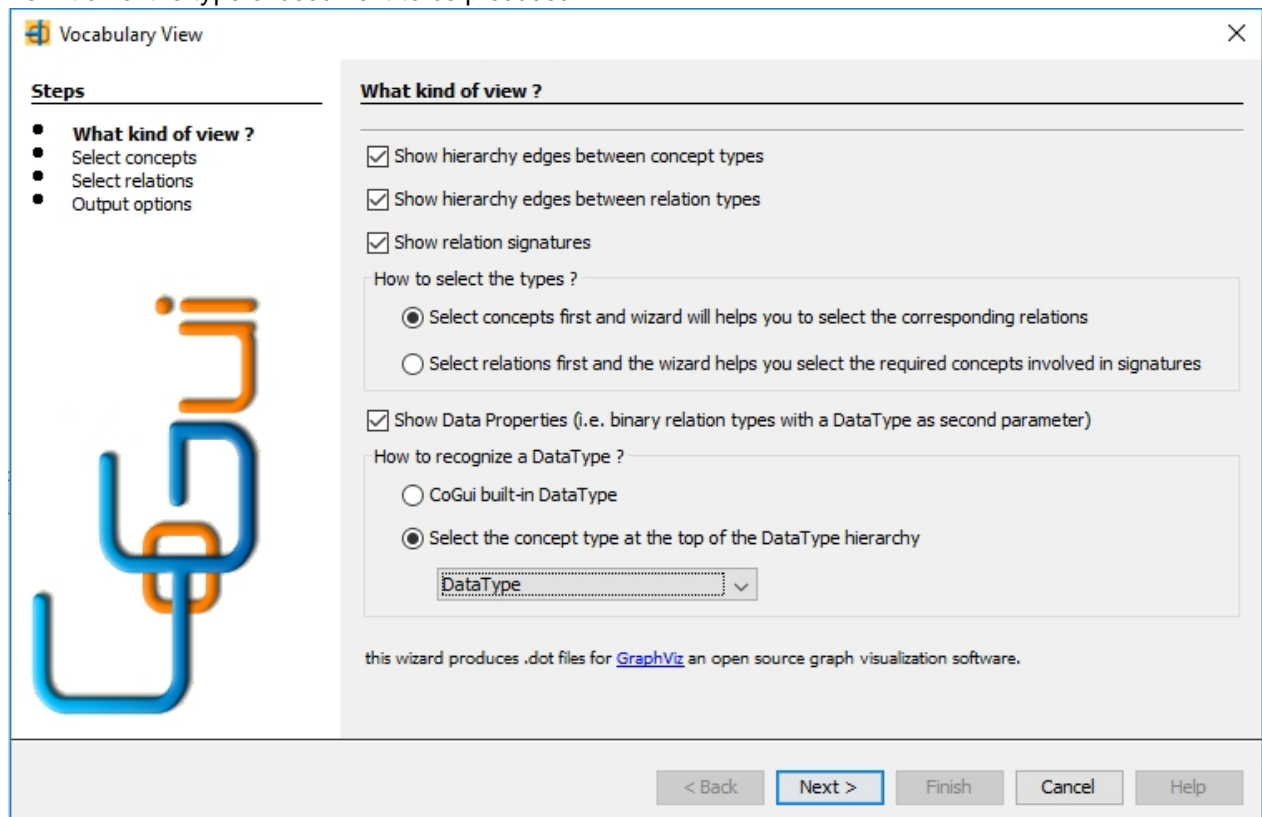 Vocabulary View
Steps
What kind of view ?
Select concepts
Select relations
Output options
What kind of view ?
Show hierarchy edges between concept types
Show hierarchy edges between relation types
Show relation signatures
How to select the types ?
Select concepts first and wizard will helps you to select the corresponding relations
Select relations first and the wizard helps you select the required concepts involved in signatures
Show Data Properties (i.e. binary relation types with a DataType as second parameter)
How to recognize a DataType ?
CoGui built-in DataType
Select the concept type at the top of the DataType hierarchy
DataType
this wizard produces .dot files for GraphViz an open source graph visualization software.
< Back
Next >
Finish
Cancel
Help